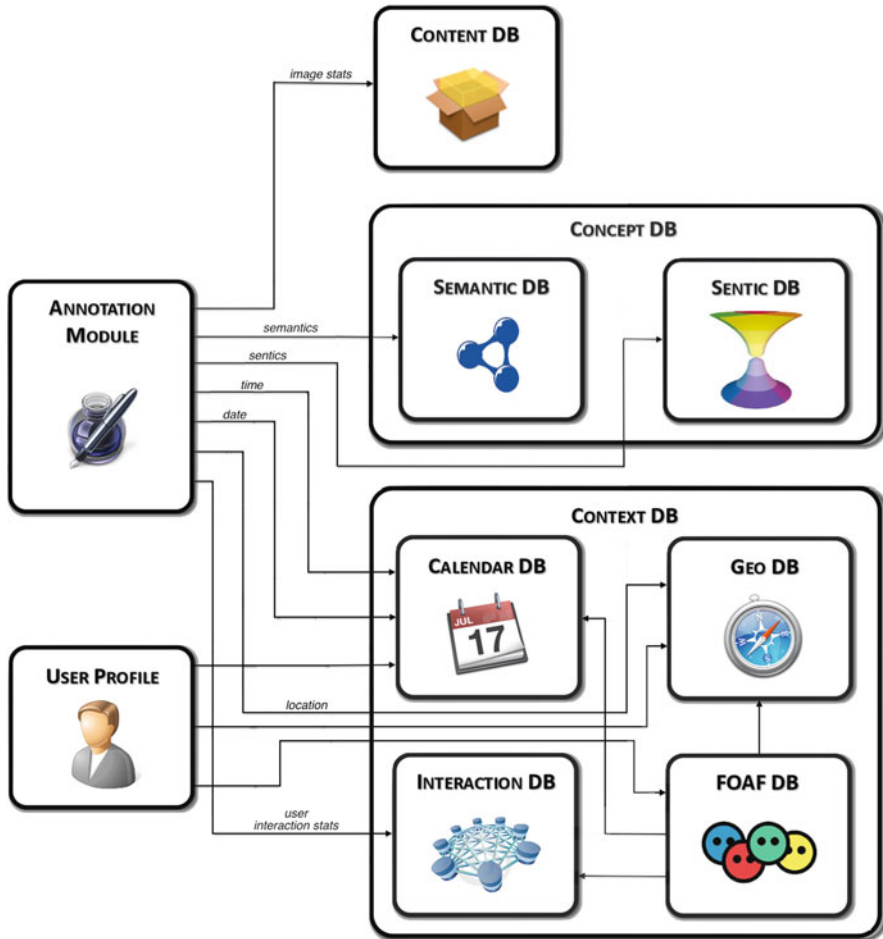 CONTENT DB
image stats
CONCEPT DB
SEMANTIC DB
SENTIC DB
ANNOTATION
MODULE
semantics
sentics
time
date
CONTEXT DB
CALENDAR DB
JUL
17
GEO DB
N
E
S
W
USER PROFILE
location
INTERACTION DB
FOAF DB
user
interaction stats